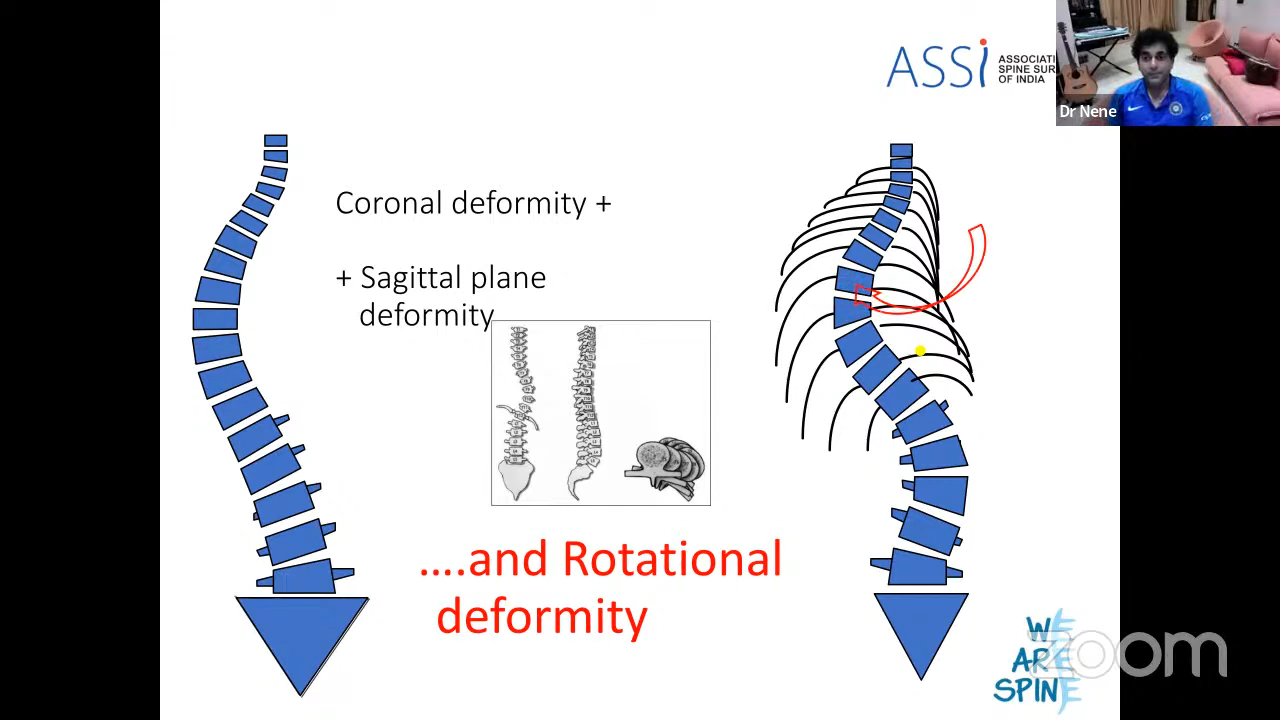 ASSi
ASSOCIATI
SPINE SUR
OF INDIA
Dr Nene
Coronal deformity +
+ Sagittal plane
deformity
....and Rotational
deformity
WE
ARE
SPINE
zoom